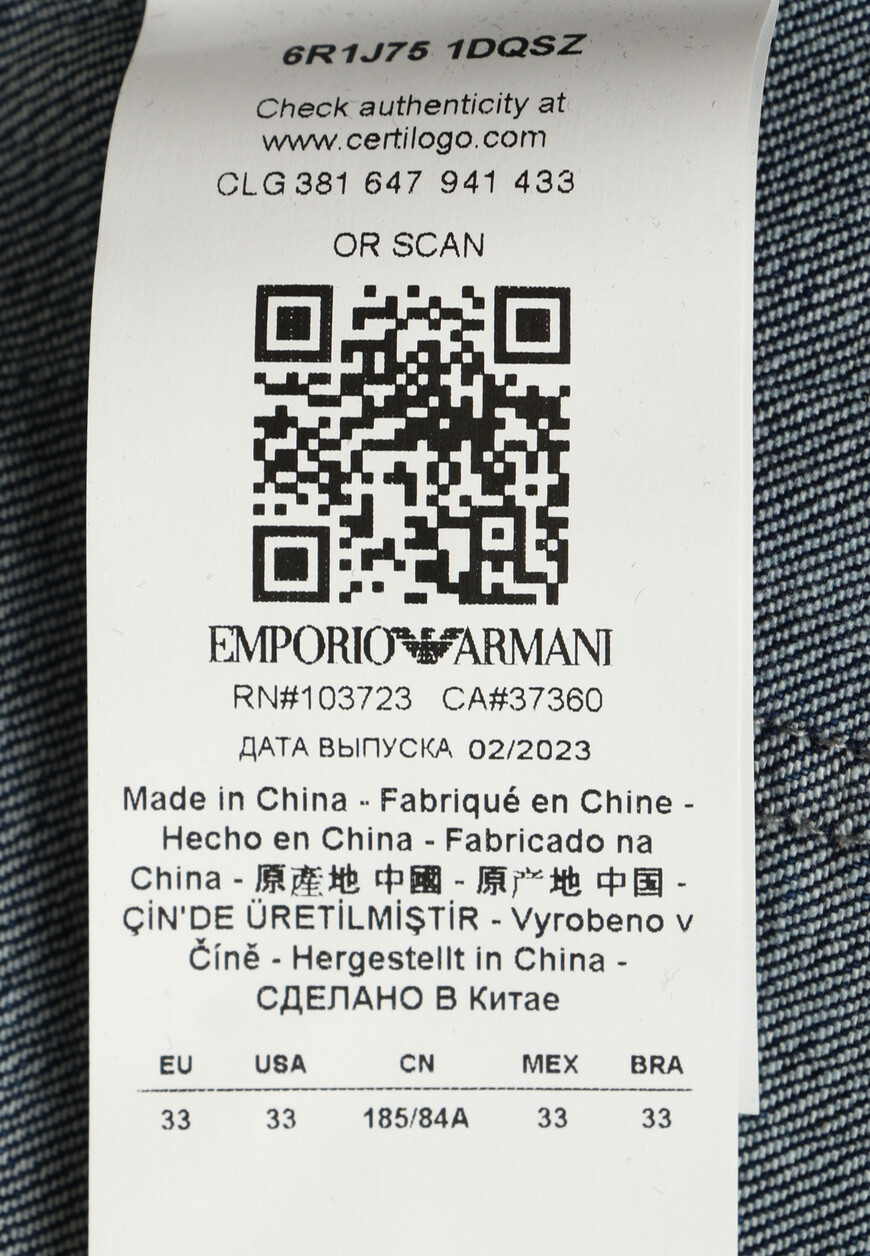 6R1J75 1DQSZ
Check authenticity at
www.certilogo.com
CLG 381 647 941 433
OR SCAN
EMPORIO ARMANI
RN#103723 CA#37360
ДАТА ВЫПУСКА 02/2023
Made in China - Fabriqué en Chine -
Hecho en China - Fabricado na
China - 原產地 中國 - 原产地 中国 -
ÇİN'DE ÜRETİLMİŞTİR - Vyrobeno v
Číně - Hergestellt in China -
СДЕЛАНО В Китае
EU USA CN MEX BRA
33 33 185/84A 33 33